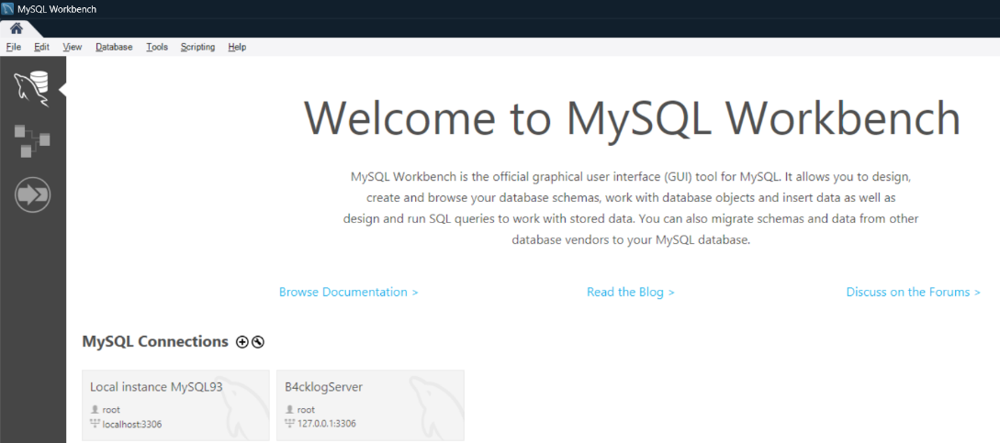 MySQL Workbench
File Edit View Database Tools Scripting Help
Welcome to MySQL Workbench
MySQL Workbench is the official graphical user interface (GUI) tool for MySQL. It allows you to design,
create and browse your database schemas, work with database objects and insert data as well as
design and run SQL queries to work with stored data. You can also migrate schemas and data from other
database vendors to your MySQL database.
Browse Documentation > Read the Blog > Discuss on the Forums >
MySQL Connections
Local instance MySQL93
root
localhost:3306
B4cklogServer
root
127.0.0.1:3306